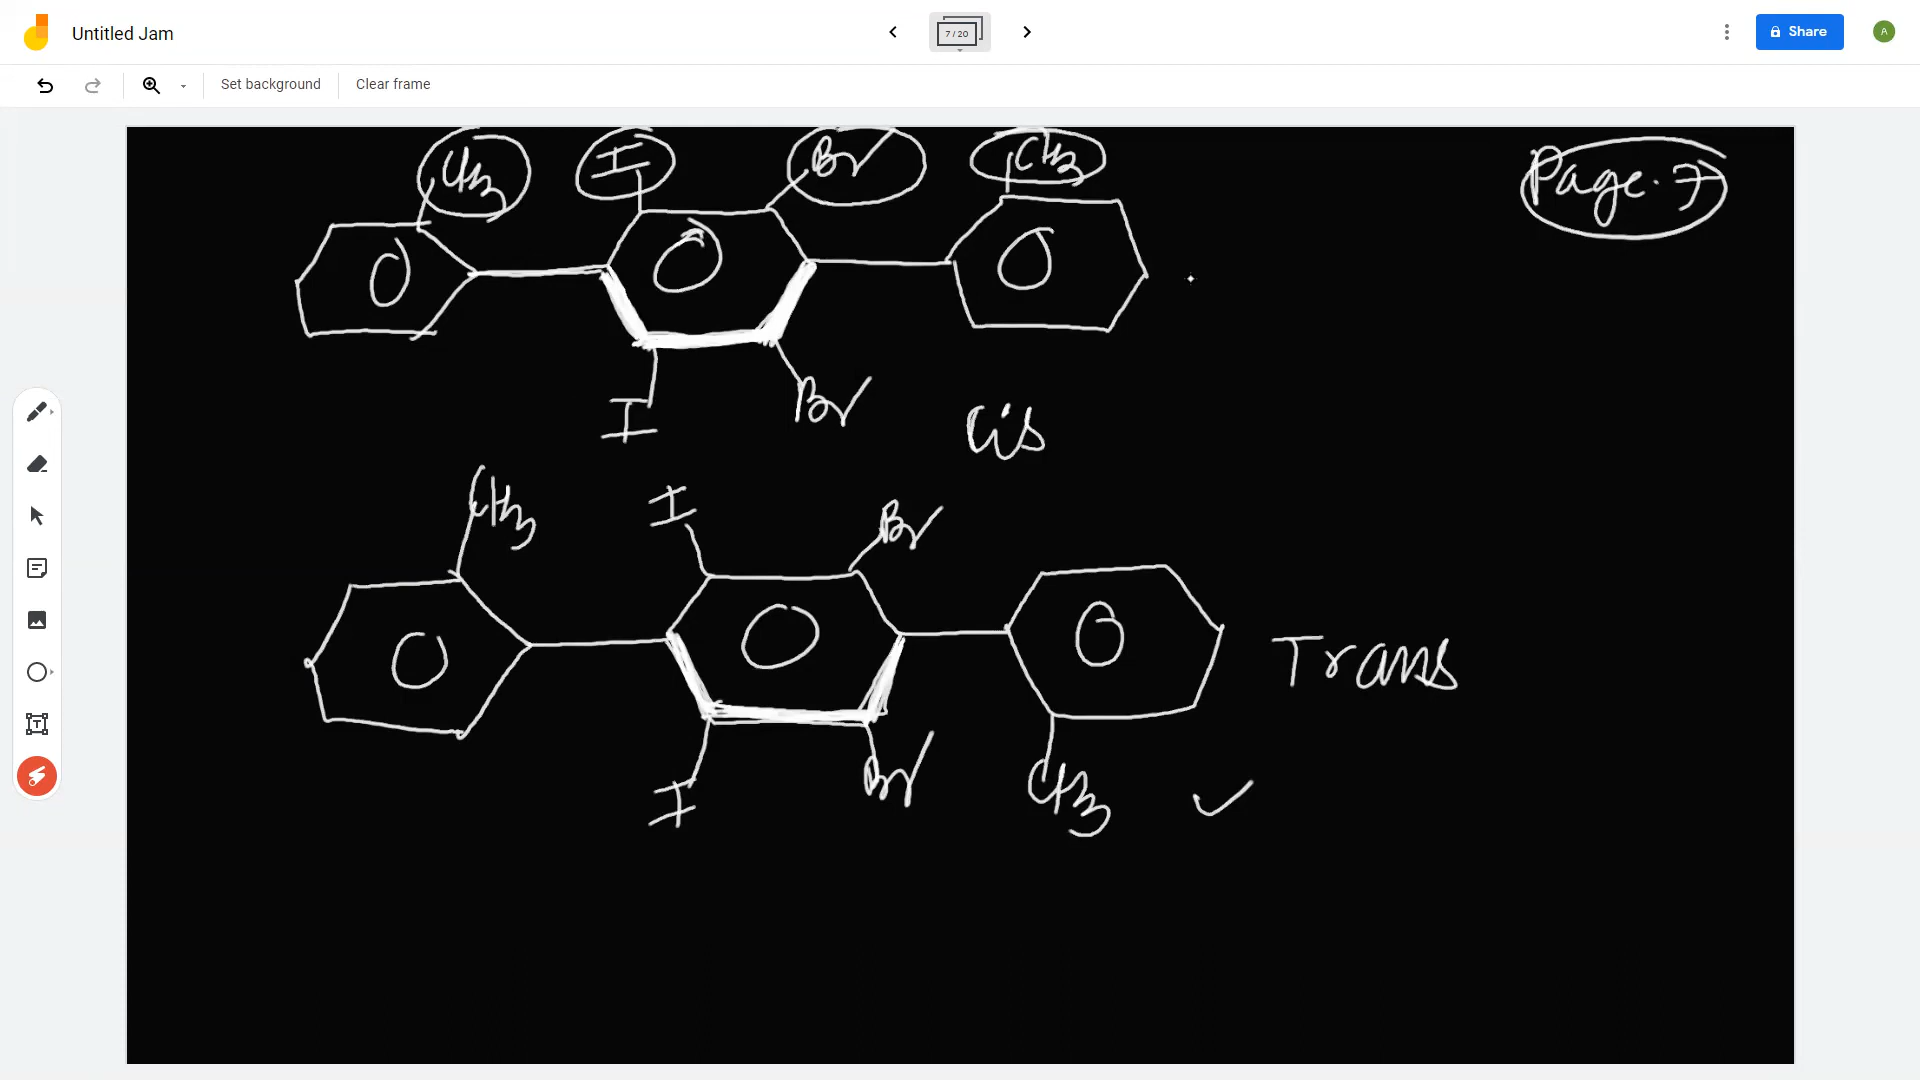 Untitled Jam
7 / 20
Share
A
Set background
Clear frame
CH3 I Br CH3
Page. 7
I Br
Cis
CH3 I Br
Trans
I Br CH3